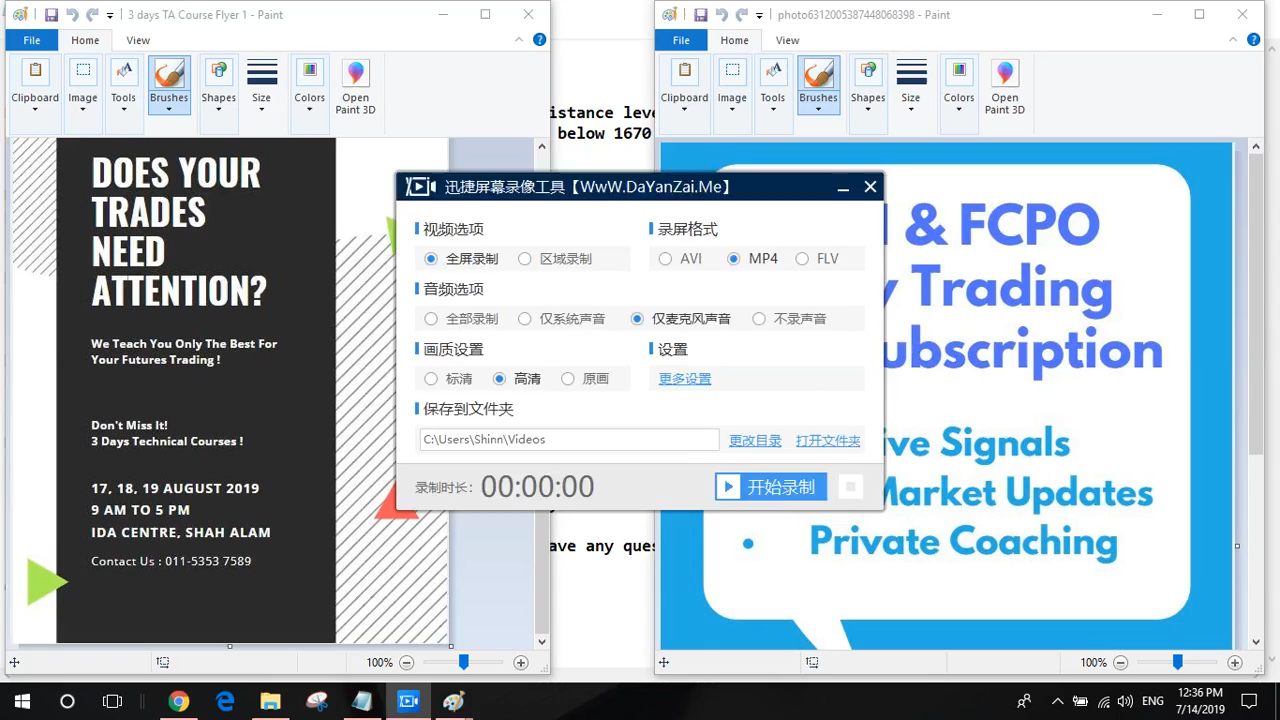 3 days TA Course Flyer 1 - Paint
File
Home
View
Clipboard
Image
Tools
Brushes
Shapes
Size
Colors
Open
Paint 3D
DOES YOUR
TRADES
NEED
ATTENTION?
We Teach You Only The Best For
Your Futures Trading !
Don't Miss It!
3 Days Technical Courses !
17, 18, 19 AUGUST 2019
9 AM TO 5 PM
IDA CENTRE, SHAH ALAM
Contact Us : 011-5353 7589
100%
below 1670
迅捷屏幕录像工具【WwW.DaYanZai.Me】
视频选项
全屏录制
区域录制
录屏格式
AVI
MP4
FLV
音频选项
全部录制
仅系统声音
仅麦克风声音
不录声音
画质设置
标清
高清
原画
设置
更多设置
保存到文件夹
C:\Users\Shinn\Videos
更改目录
打开文件夹
录制时长:
00:00:00
开始录制
photo6312005387448068398 - Paint
File
Home
View
Clipboard
Image
Tools
Brushes
Shapes
Size
Colors
Open
Paint 3D
& FCPO
Trading
ubscription
ive Signals
Market Updates
• Private Coaching
100%
ENG
12:36 PM
7/14/2019